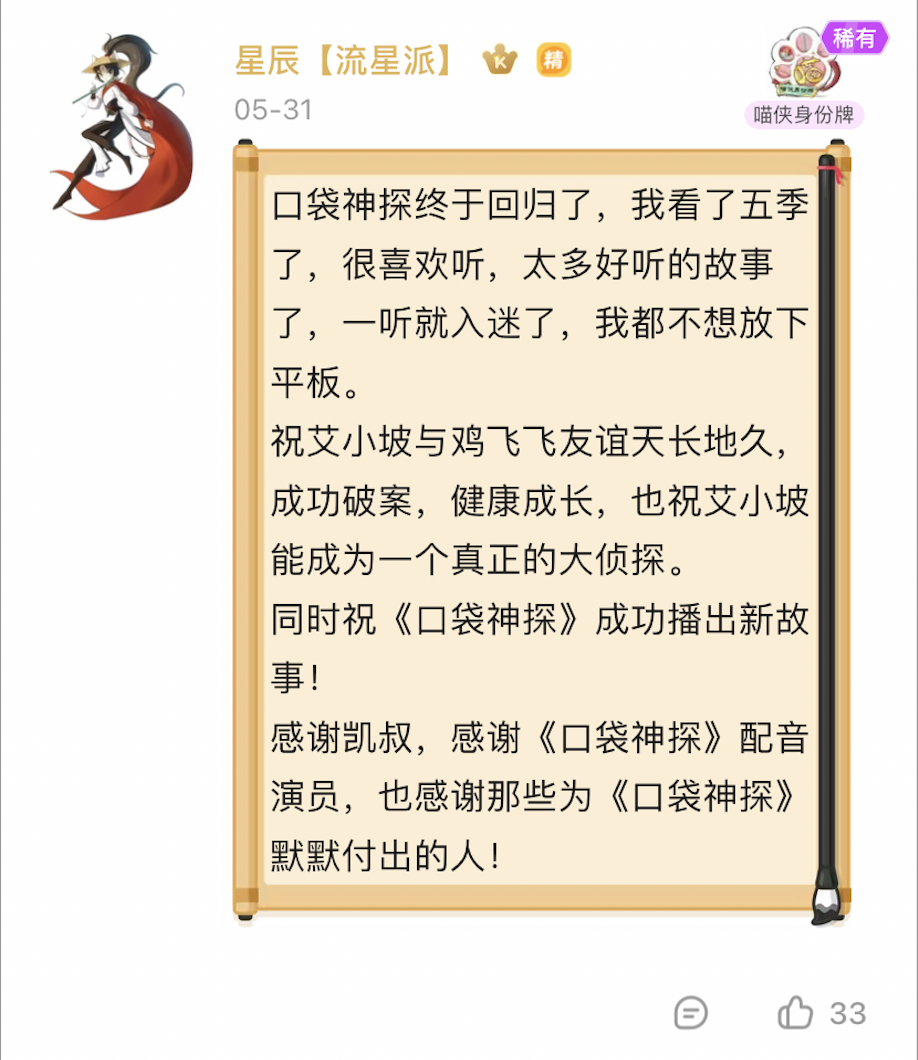 星辰【流星派】 K 精
稀有
喵侠身份牌
05-31
口袋神探终于回归了，我看了五季
了，很喜欢听，太多好听的故事
了，一听就入迷了，我都不想放下
平板。
祝艾小坡与鸡飞飞友谊天长地久，
成功破案，健康成长，也祝艾小坡
能成为一个真正的大侦探。
同时祝《口袋神探》成功播出新故
事！
感谢凯叔，感谢《口袋神探》配音
演员，也感谢那些为《口袋神探》
默默付出的人！
33